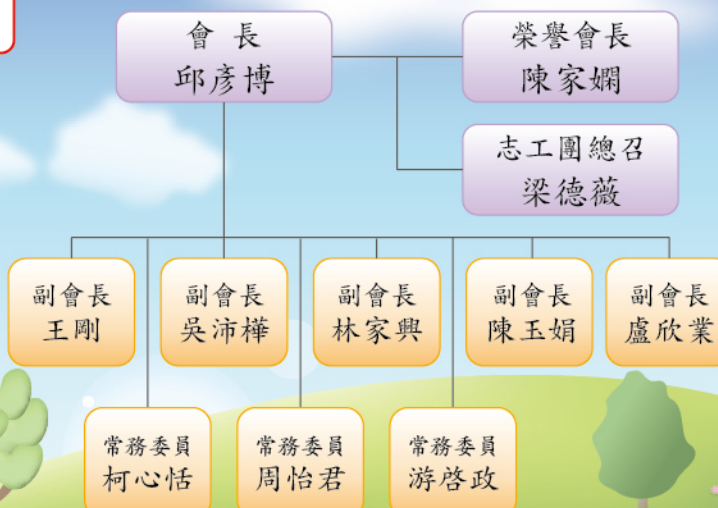 會長
邱彥博
榮譽會長
陳家嫻
志工團總召
梁德薇
副會長
王剛
副會長
吳沛樺
副會長
林家興
副會長
陳玉娟
副會長
盧欣業
常務委員
柯心恬
常務委員
周怡君
常務委員
游啓政